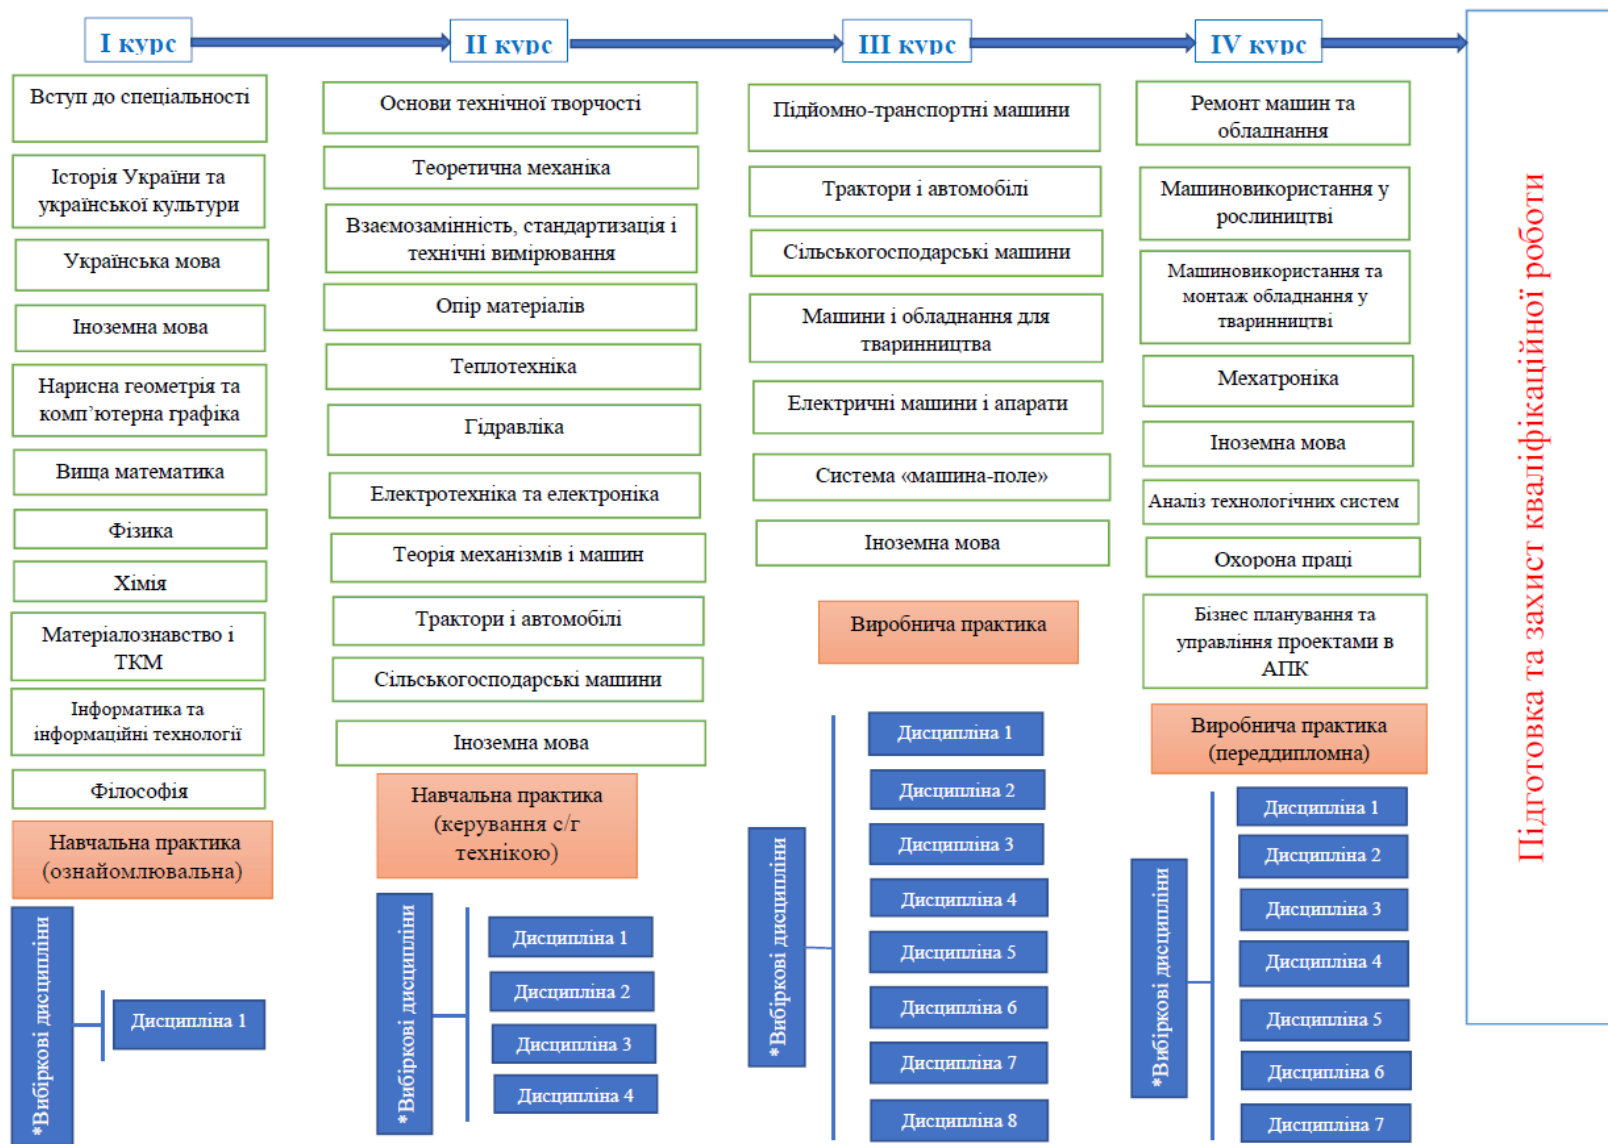 I курс
II курс
III курс
IV курс
Вступ до спеціальності
Історія України та
української культури
Українська мова
Іноземна мова
Нарисна геометрія та
комп’ютерна графіка
Вища математика
Фізика
Хімія
Матеріалознавство і
ТКМ
Інформатика та
інформаційні технології
Філософія
Навчальна практика
(ознайомлювальна)
*Вибіркові дисципліни
Дисципліна 1
Основи технічної творчості
Теоретична механіка
Взаємозамінність, стандартизація і
технічні вимірювання
Опір матеріалів
Теплотехніка
Гідравліка
Електротехніка та електроніка
Теорія механізмів і машин
Трактори і автомобілі
Сільськогосподарські машини
Іноземна мова
Навчальна практика
(керування с/г
технікою)
*Вибіркові дисципліни
Дисципліна 1
Дисципліна 2
Дисципліна 3
Дисципліна 4
Підйомно-транспортні машини
Трактори і автомобілі
Сільськогосподарські машини
Машини і обладнання для
тваринництва
Електричні машини і апарати
Система «машина-поле»
Іноземна мова
Виробнича практика
*Вибіркові дисципліни
Дисципліна 1
Дисципліна 2
Дисципліна 3
Дисципліна 4
Дисципліна 5
Дисципліна 6
Дисципліна 7
Дисципліна 8
Ремонт машин та
обладнання
Машиновикористання у
рослиництві
Машиновикористання та
монтаж обладнання у
тваринництві
Мехатроніка
Іноземна мова
Аналіз технологічних систем
Охорона праці
Бізнес планування та
управління проектами в
АПК
Виробнича практика
(переддипломна)
*Вибіркові дисципліни
Дисципліна 1
Дисципліна 2
Дисципліна 3
Дисципліна 4
Дисципліна 5
Дисципліна 6
Дисципліна 7
Підготовка та захист кваліфікаційної роботи